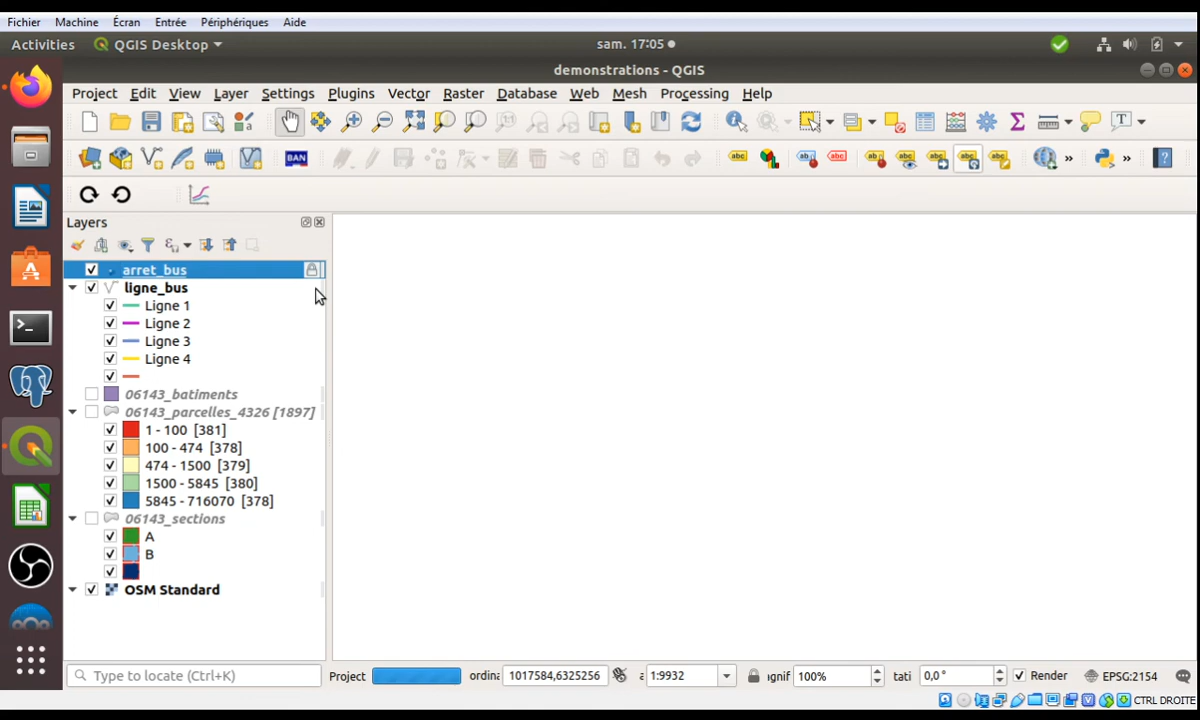 Fichier Machine Écran Entrée Périphériques Aide
Activities QGIS Desktop sam. 17:05
demonstrations - QGIS
Project Edit View Layer Settings Plugins Vector Raster Database Web Mesh Processing Help
BAN abc
Layers
arret_bus
ligne_bus
Ligne 1
Ligne 2
Ligne 3
Ligne 4
06143_batiments
06143_parcelles_4326 [1897]
1 - 100 [381]
100 - 474 [378]
474 - 1500 [379]
1500 - 5845 [380]
5845 - 716070 [378]
06143_sections
A
B
OSM Standard
Type to locate (Ctrl+K) Project ordina 1017584,6325256 1:9932 ignif 100% tati 0,0 ° Render EPSG:2154
CTRL DROITE